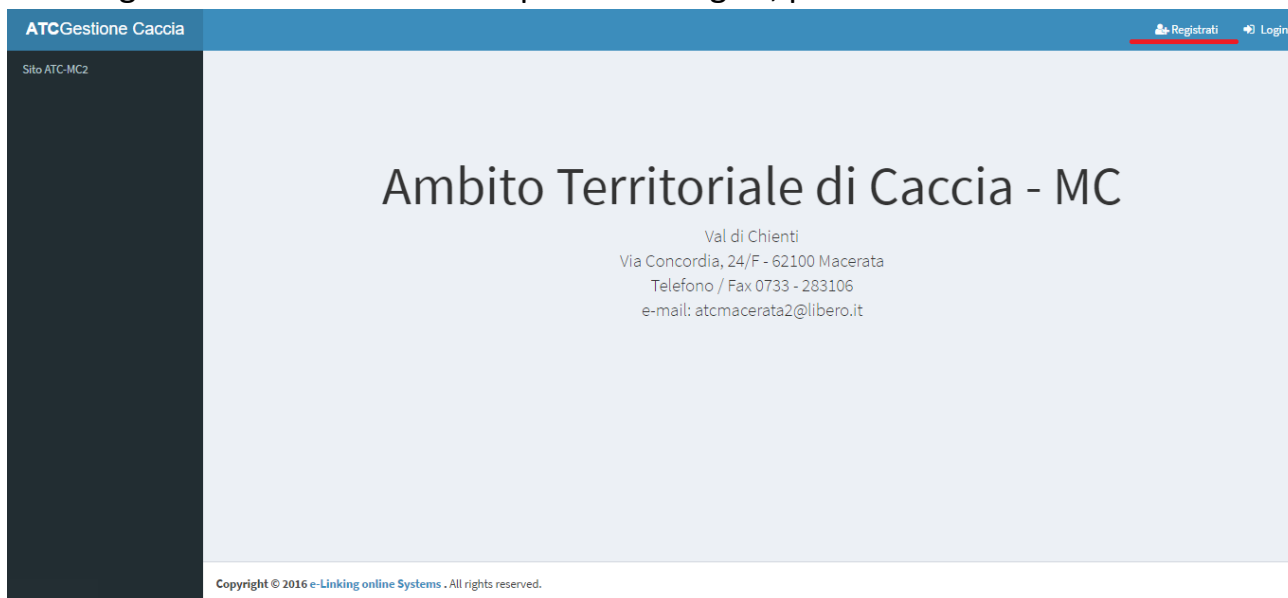 ATCGestione Caccia
Registrati Login
Sito ATC-MC2
Ambito Territoriale di Caccia - MC
Val di Chienti
Via Concordia, 24/F - 62100 Macerata
Telefono / Fax 0733 - 283106
e-mail: atcmacerata2@libero.it
Copyright © 2016 e-Linking online Systems . All rights reserved.